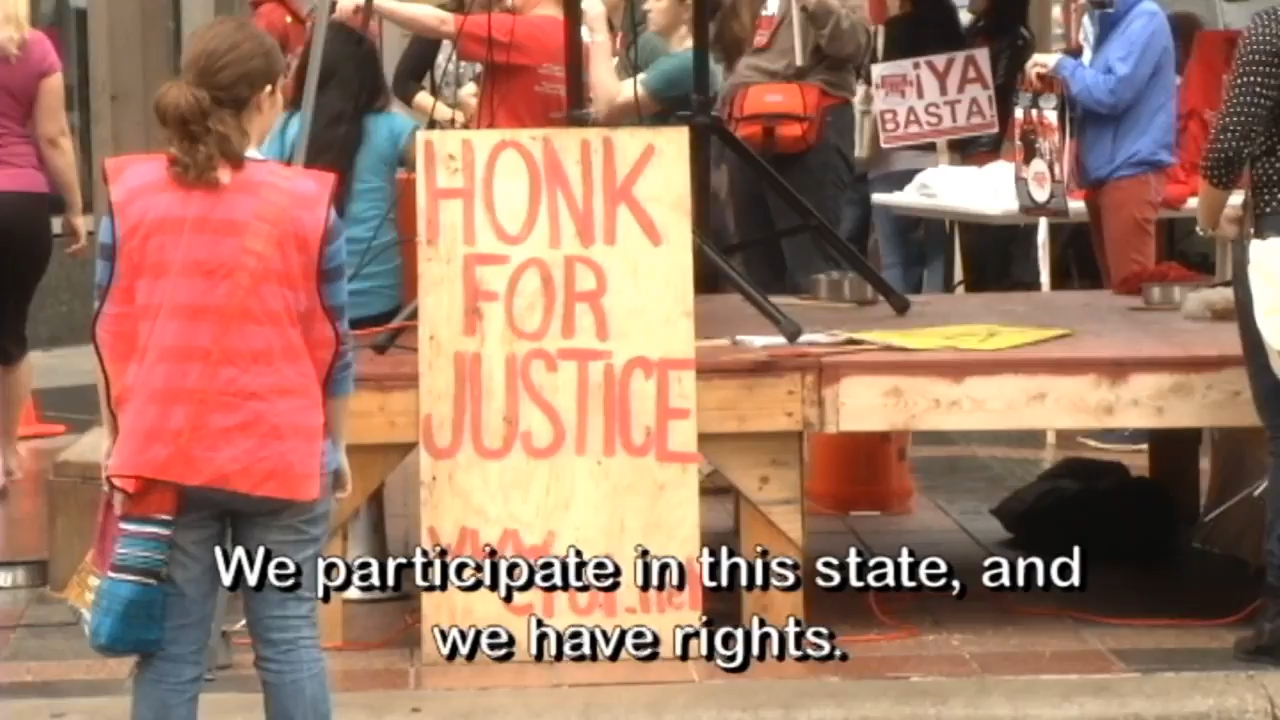 ¡YA
BASTA!
HONK
FOR
JUSTICE
We participate in this state, and
we have rights.